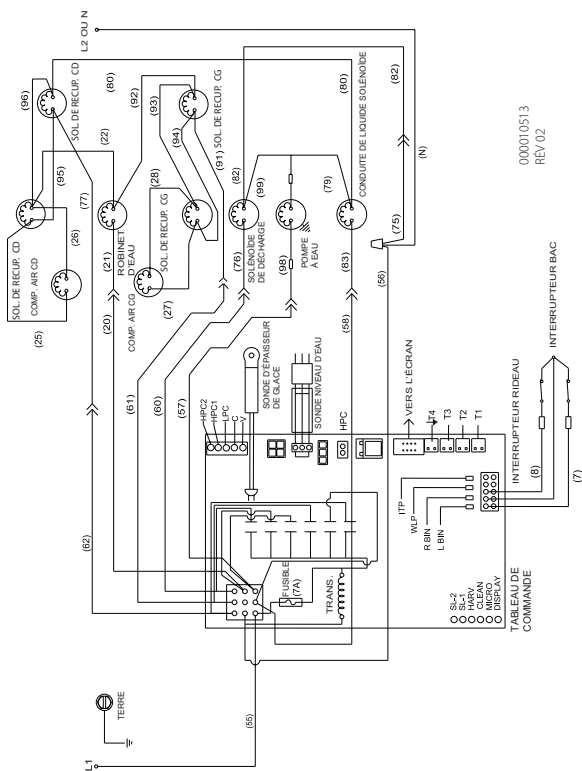 L1
TERRE
(55)
L2 OU N
(96)
SOL. DE RECUP. CD
(80)
(95)
(22)
(92)
(93)
SOL. DE RECUP. CG
(94)
(91)
(77)
SOL. DE RECUP. CD
COMP. AIR CD
(26)
(25)
(21)
ROBINET
D'EAU
(28)
SOL. DE RECUP. CG
(27)
COMP. AIR CG
(20)
(82)
(99)
(76)
SOLÉNOÏDE
DE DÉCHARGE
POMPE
À EAU
(98)
(79)
(80)
CONDUITE DE LIQUIDE SOLÉNOÏDE
(83)
(58)
(82)
(N)
(75)
(56)
(61)
(60)
(57)
(62)
SONDE D'ÉPAISSEUR
DE GLACE
SONDE NIVEAU D'EAU
HPC2
HPC1
LPC
C
V
HPC
VERS L'ÉCRAN
T4
T3
T2
T1
FUSIBLE
(7A)
TRANS.
ITP
WLP
R BIN
L BIN
SL-2
SL-1
HARV
CLEAN
MICRO
DISPLAY
TABLEAU DE
COMMANDE
INTERRUPTEUR RIDEAU
INTERRUPTEUR BAC
(8)
(7)
000010513
RÉV 02